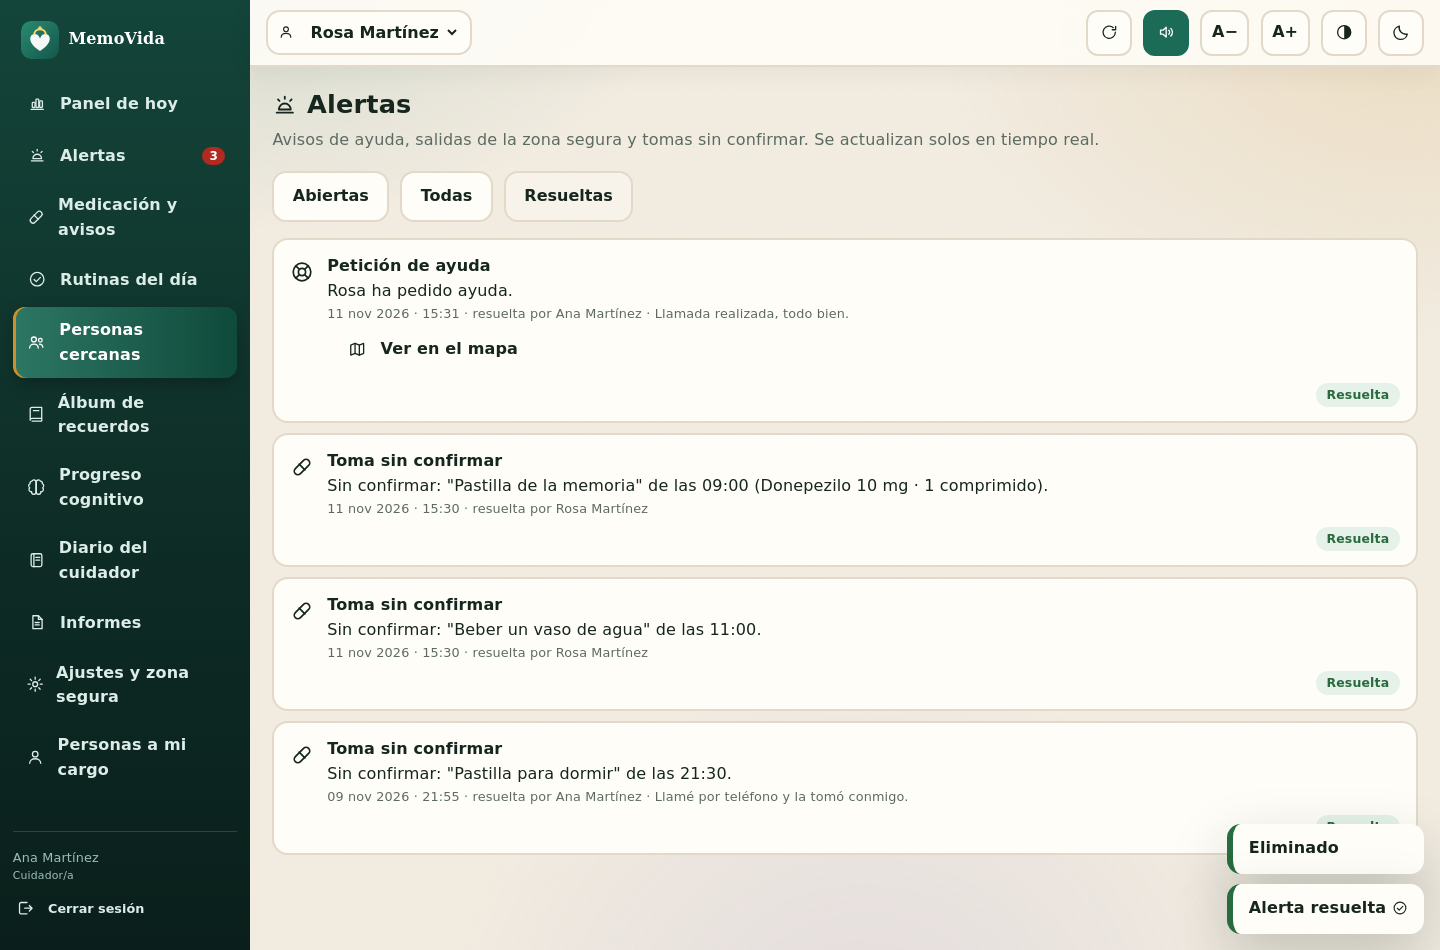 MemoVida
Panel de hoy
Alertas
3
Medicación y
avisos
Rutinas del día
Personas
cercanas
Álbum de
recuerdos
Progreso
cognitivo
Diario del
cuidador
Informes
Ajustes y zona
segura
Personas a mi
cargo
Ana Martínez
Cuidador/a
Cerrar sesión
Rosa Martínez
A−
A+
Alertas
Avisos de ayuda, salidas de la zona segura y tomas sin confirmar. Se actualizan solos en tiempo real.
Abiertas
Todas
Resueltas
Petición de ayuda
Rosa ha pedido ayuda.
11 nov 2026 · 15:31 · resuelta por Ana Martínez · Llamada realizada, todo bien.
Ver en el mapa
Resuelta
Toma sin confirmar
Sin confirmar: "Pastilla de la memoria" de las 09:00 (Donepezilo 10 mg · 1 comprimido).
11 nov 2026 · 15:30 · resuelta por Rosa Martínez
Resuelta
Toma sin confirmar
Sin confirmar: "Beber un vaso de agua" de las 11:00.
11 nov 2026 · 15:30 · resuelta por Rosa Martínez
Resuelta
Toma sin confirmar
Sin confirmar: "Pastilla para dormir" de las 21:30.
09 nov 2026 · 21:55 · resuelta por Ana Martínez · Llamé por teléfono y la tomó conmigo.
Eliminado
Alerta resuelta